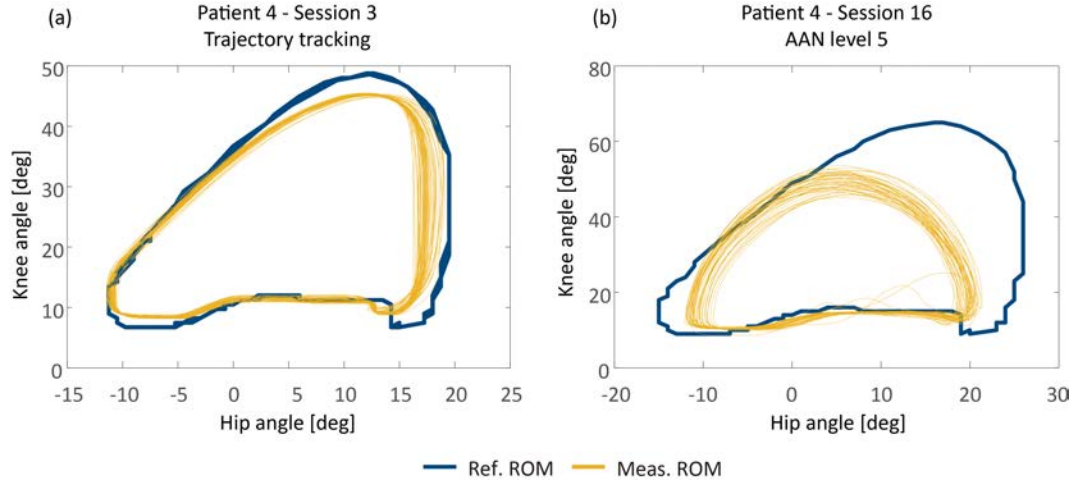 (a)
Patient 4 - Session 3
Trajectory tracking
50
40
30
20
10
0
Knee angle [deg]
-15 -10 -5 0 5 10 15 20 25
Hip angle [deg]
(b)
Patient 4 - Session 16
AAN level 5
80
60
40
20
0
Knee angle [deg]
-20 -10 0 10 20 30
Hip angle [deg]
Ref. ROM Meas. ROM